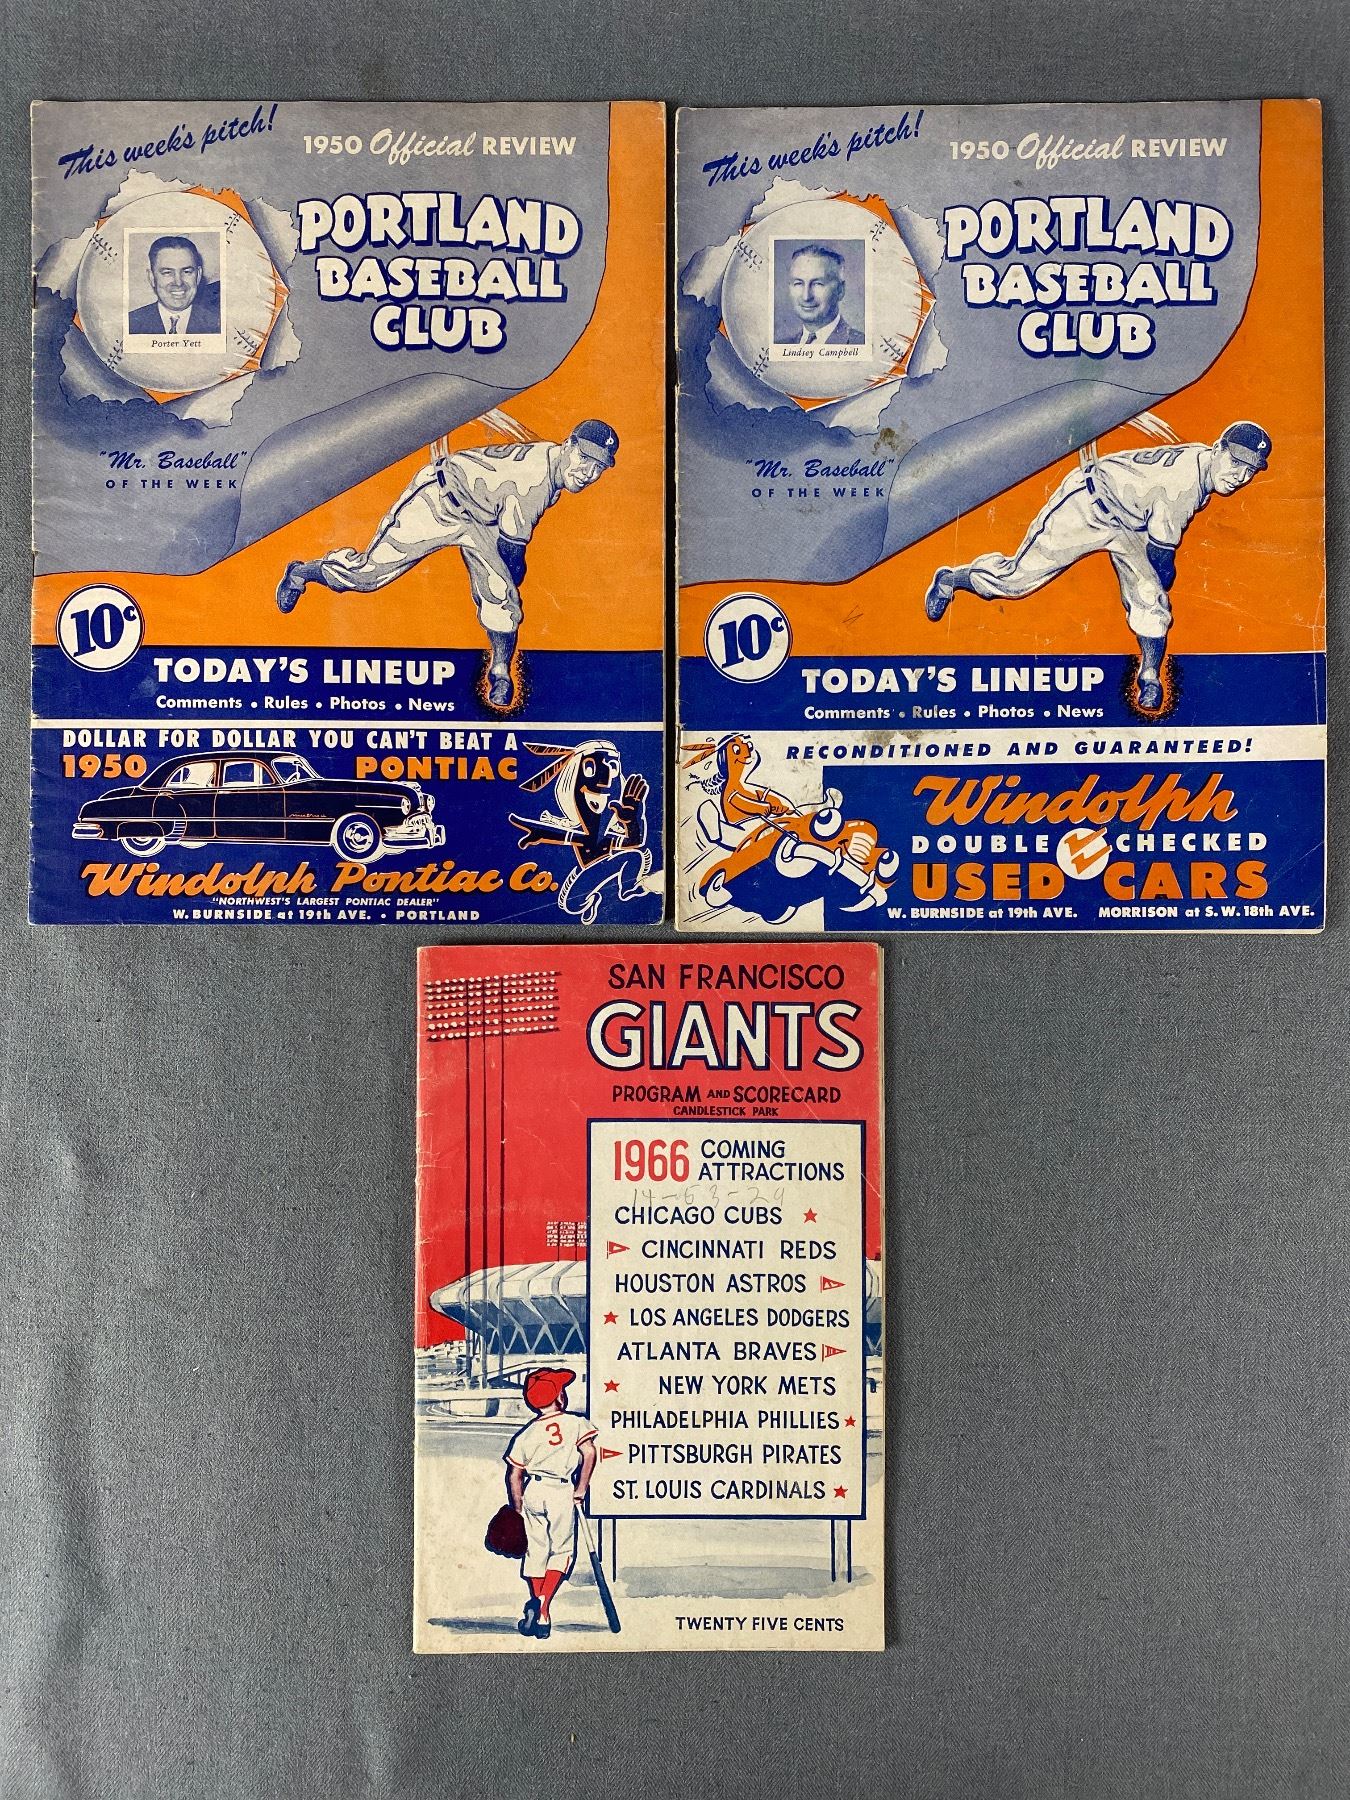 This week's pitch!
1950 Official REVIEW
PORTLAND
BASEBALL
CLUB
Porter Yett
"Mr. Baseball"
OF THE WEEK
P
10c
TODAY'S LINEUP
Comments • Rules • Photos • News
DOLLAR FOR DOLLAR YOU CAN'T BEAT A
1950 PONTIAC
Windolph Pontiac Co.
"NORTHWEST'S LARGEST PONTIAC DEALER"
W. BURNSIDE at 19th AVE. • PORTLAND
This week's pitch!
1950 Official REVIEW
PORTLAND
BASEBALL
CLUB
Lindsey Campbell
"Mr. Baseball"
OF THE WEEK
P
10c
TODAY'S LINEUP
Comments • Rules • Photos • News
RECONDITIONED AND GUARANTEED!
Windolph
DOUBLE W CHECKED
USED CARS
W. BURNSIDE at 19th AVE. MORRISON at S.W. 18th AVE.
SAN FRANCISCO
GIANTS
PROGRAM AND SCORECARD
CANDLESTICK PARK
1966 COMING
ATTRACTIONS
14-63-29
CHICAGO CUBS
CINCINNATI REDS
HOUSTON ASTROS
LOS ANGELES DODGERS
ATLANTA BRAVES
NEW YORK METS
PHILADELPHIA PHILLIES
PITTSBURGH PIRATES
ST. LOUIS CARDINALS
3
TWENTY FIVE CENTS